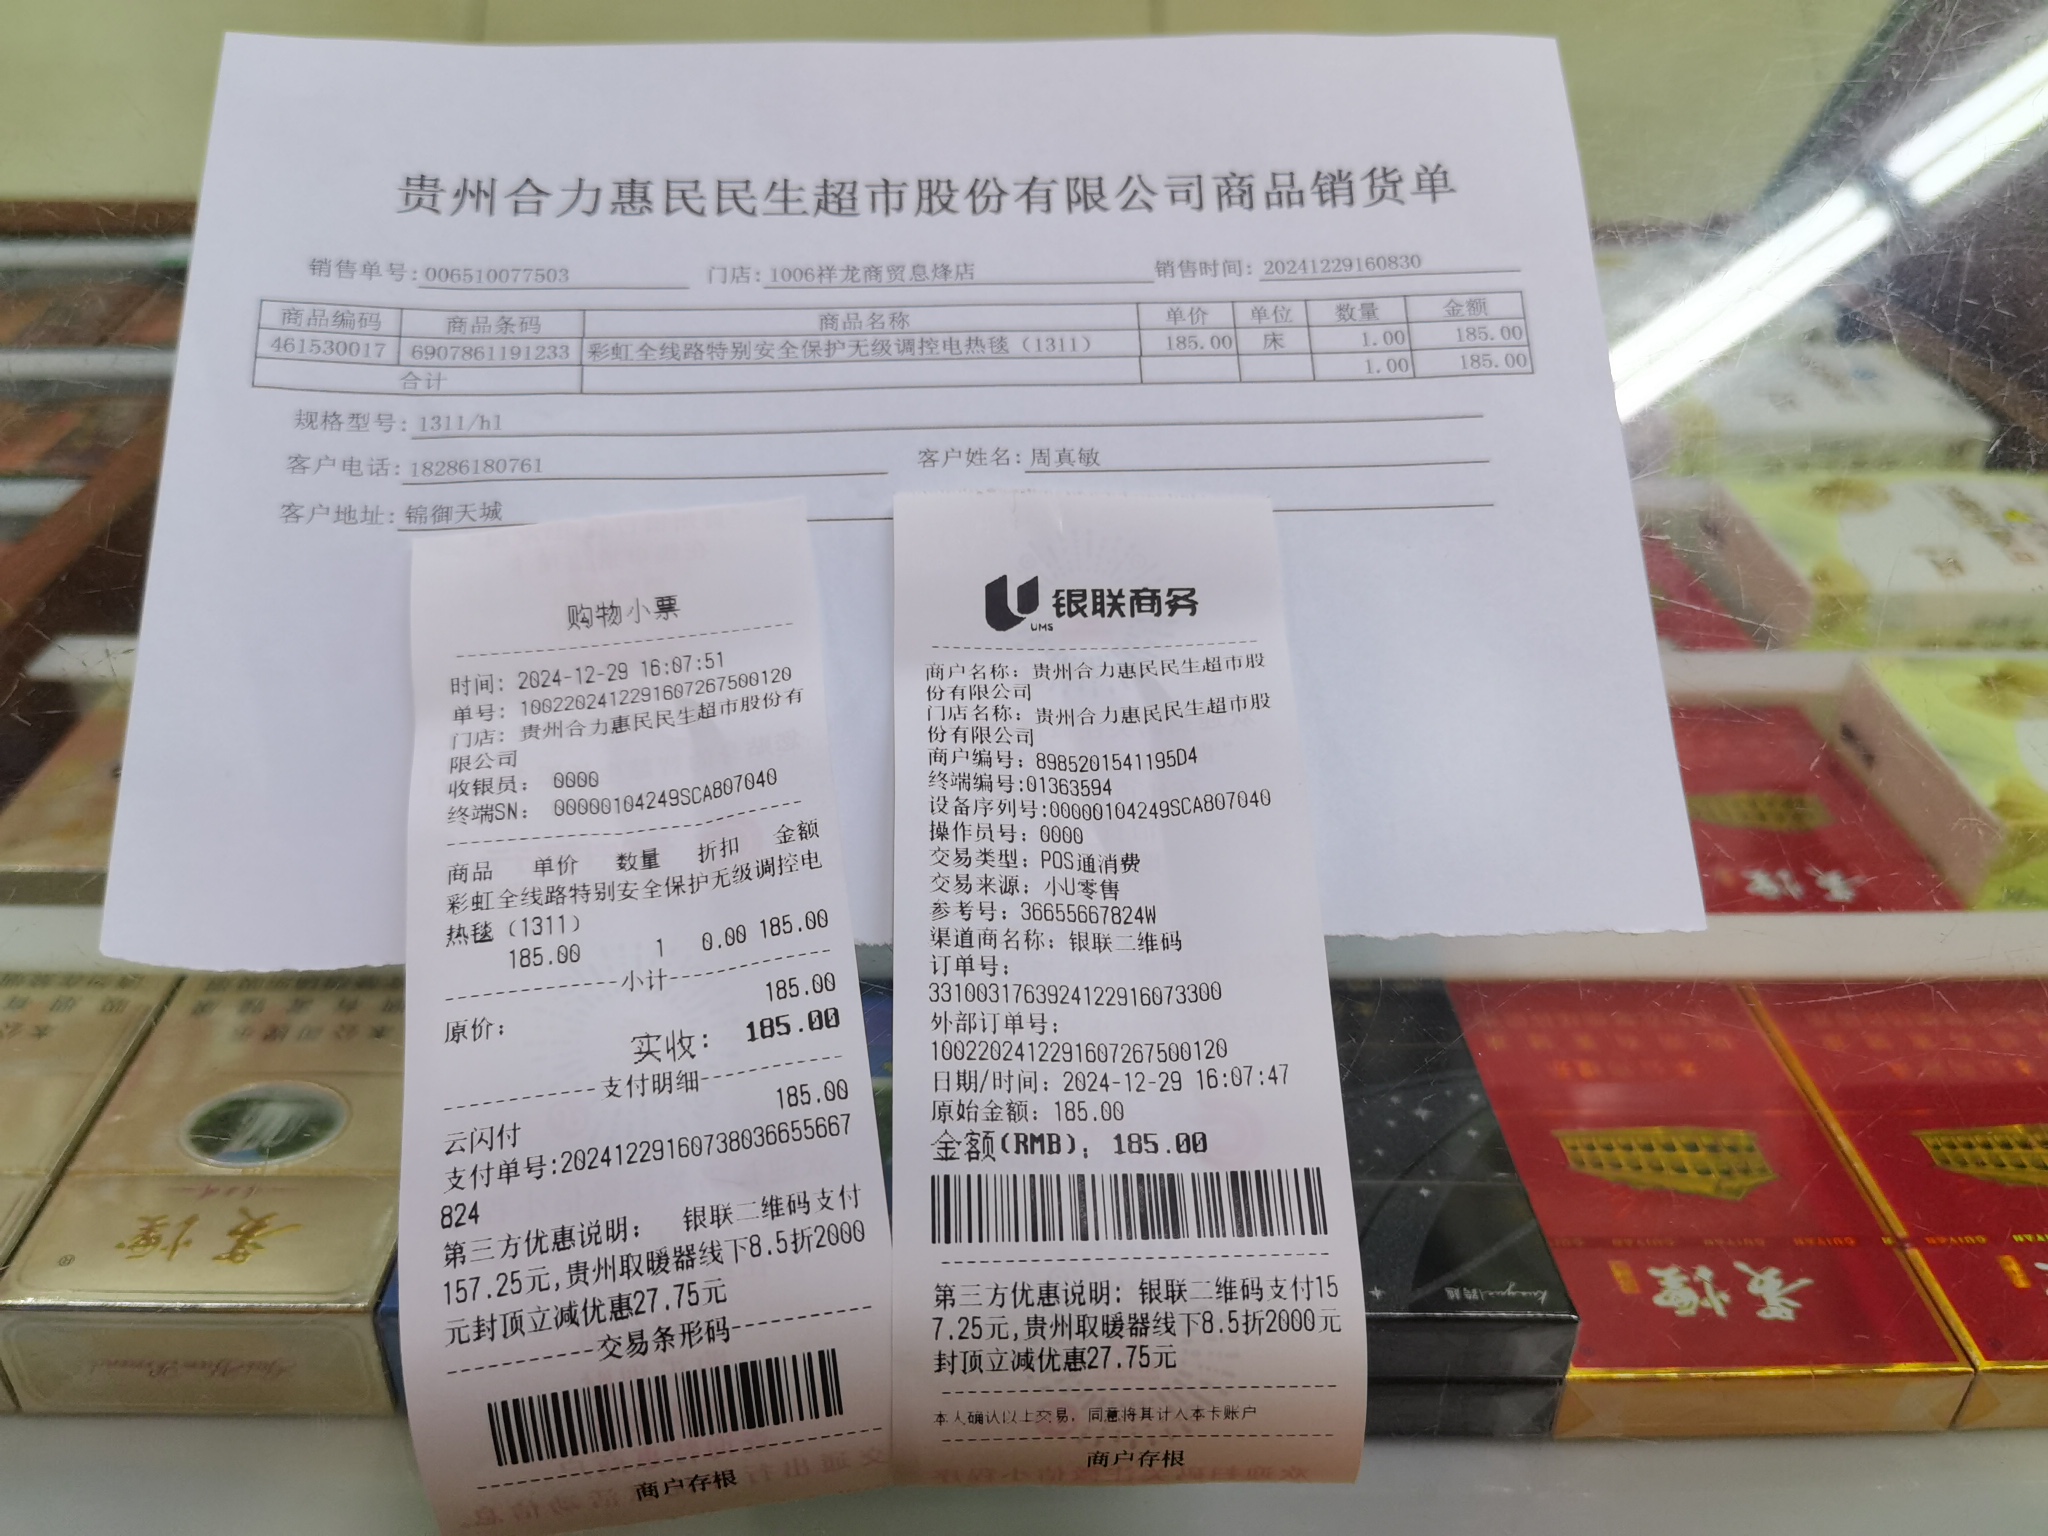 贵州合力惠民民生超市股份有限公司商品销货单
销售单号:006510077503 门店:1006祥龙商贸息烽店 销售时间:20241229160830
商品编码 商品条码 商品名称 单价 单位 数量 金额
461530017 6907861191233 彩虹全线路特别安全保护无级调控电热毯（1311） 185.00 床 1.00 185.00
合计 1.00 185.00
规格型号:1311/hl
客户电话:18286180761 客户姓名:周真敏
客户地址:锦御天城
购物小票
时间: 2024-12-29 16:07:51
单号: 10022024122916072675​00120
门店: 贵州合力惠民民生超市股份有
限公司
收银员: 0000
终端SN: 00000104249SCA807040
商品 单价 数量 折扣 金额
彩虹全线路特别安全保护无级调控电
热毯（1311）
185.00 1 0.00 185.00
小计
原价: 185.00
实收: 185.00
支付明细
云闪付 185.00
支付单号:202412291607380366​55667
824
第三方优惠说明: 银联二维码支付
157.25元,贵州取暖器线下8.5折2000
元封顶立减优惠27.75元
交易条形码
商户存根
UMS
银联商务
商户名称: 贵州合力惠民民生超市股
份有限公司
门店名称: 贵州合力惠民民生超市股
份有限公司
商户编号: 8985201541195D4
终端编号:01363594
设备序列号:00000104249SCA807040
操作员号: 0000
交易类型: POS通消费
交易来源: 小U零售
参考号: 36655667824W
渠道商名称: 银联二维码
订单号:
33100317639241229160​73300
外部订单号:
10022024122916072675​00120
日期/时间: 2024-12-29 16:07:47
原始金额: 185.00
金额(RMB): 185.00
第三方优惠说明: 银联二维码支付15
7.25元,贵州取暖器线下8.5折2000元
封顶立减优惠27.75元
本人确认以上交易，同意将其计入本卡账户
商户存根